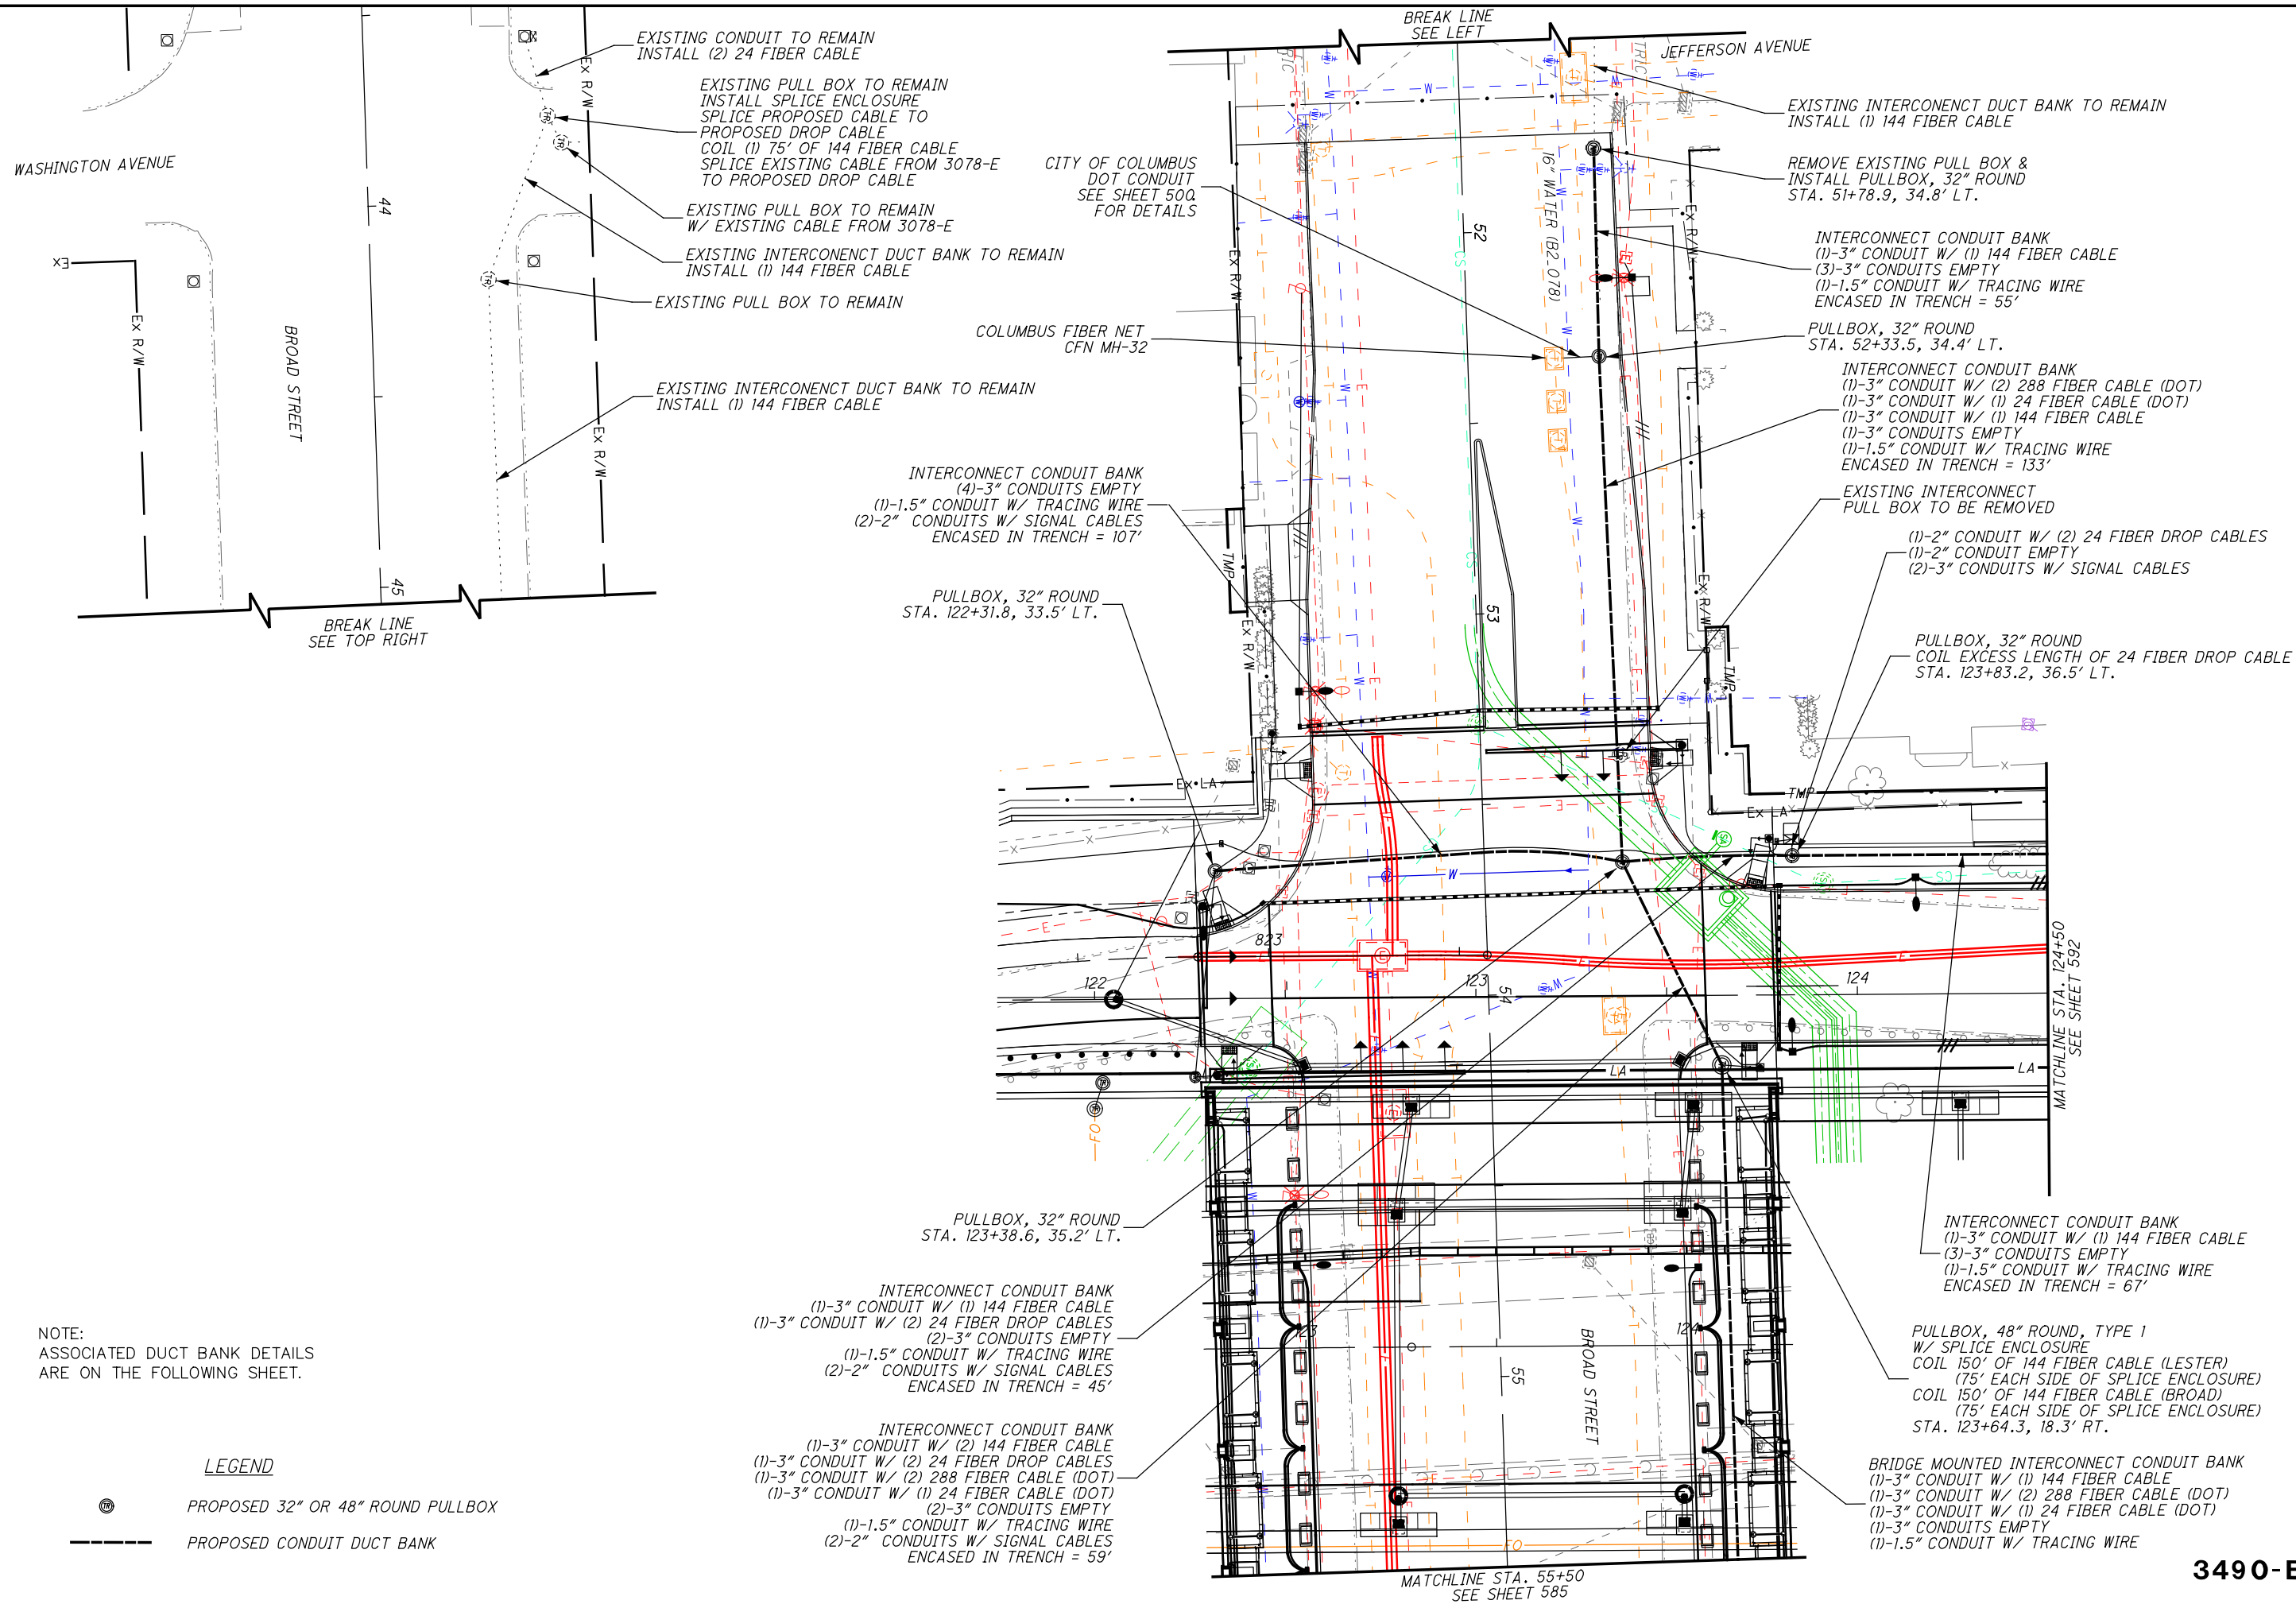 EXISTING CONDUIT TO REMAIN
INSTALL (2) 24 FIBER CABLE
EXISTING PULL BOX TO REMAIN
INSTALL SPLICE ENCLOSURE
SPLICE PROPOSED CABLE TO
PROPOSED DROP CABLE
COIL (1) 75' OF 144 FIBER CABLE
SPLICE EXISTING CABLE FROM 3078-E
TO PROPOSED DROP CABLE
WASHINGTON AVENUE
EXISTING PULL BOX TO REMAIN
W/ EXISTING CABLE FROM 3078-E
EXISTING INTERCONENCT DUCT BANK TO REMAIN
INSTALL (1) 144 FIBER CABLE
EXISTING PULL BOX TO REMAIN
EXISTING INTERCONENCT DUCT BANK TO REMAIN
INSTALL (1) 144 FIBER CABLE
Ex R/W
Ex R/W
Ex R/W
Ex
44
45
BROAD STREET
BREAK LINE
SEE TOP RIGHT
BREAK LINE
SEE LEFT
JEFFERSON AVENUE
EXISTING INTERCONENCT DUCT BANK TO REMAIN
INSTALL (1) 144 FIBER CABLE
REMOVE EXISTING PULL BOX &
INSTALL PULLBOX, 32" ROUND
STA. 51+78.9, 34.8' LT.
CITY OF COLUMBUS
DOT CONDUIT
SEE SHEET 500
FOR DETAILS
16" WATER (B2_078)
INTERCONNECT CONDUIT BANK
(1)-3" CONDUIT W/ (1) 144 FIBER CABLE
(3)-3" CONDUITS EMPTY
(1)-1.5" CONDUIT W/ TRACING WIRE
ENCASED IN TRENCH = 55'
COLUMBUS FIBER NET
CFN MH-32
PULLBOX, 32" ROUND
STA. 52+33.5, 34.4' LT.
INTERCONNECT CONDUIT BANK
(1)-3" CONDUIT W/ (2) 288 FIBER CABLE (DOT)
(1)-3" CONDUIT W/ (1) 24 FIBER CABLE (DOT)
(1)-3" CONDUIT W/ (1) 144 FIBER CABLE
(1)-3" CONDUITS EMPTY
(1)-1.5" CONDUIT W/ TRACING WIRE
ENCASED IN TRENCH = 133'
INTERCONNECT CONDUIT BANK
(4)-3" CONDUITS EMPTY
(1)-1.5" CONDUIT W/ TRACING WIRE
(2)-2" CONDUITS W/ SIGNAL CABLES
ENCASED IN TRENCH = 107'
EXISTING INTERCONNECT
PULL BOX TO BE REMOVED
(1)-2" CONDUIT W/ (2) 24 FIBER DROP CABLES
(1)-2" CONDUIT EMPTY
(2)-3" CONDUITS W/ SIGNAL CABLES
PULLBOX, 32" ROUND
STA. 122+31.8, 33.5' LT.
PULLBOX, 32" ROUND
COIL EXCESS LENGTH OF 24 FIBER DROP CABLE
STA. 123+83.2, 36.5' LT.
Ex R/W
Ex R/W
Ex R/W
Ex R/W
TMP
TMP
TMP
Ex LA
Ex LA
52
53
54
55
122
123
124
823
123
124
LA
LA
FO
FO
MATCHLINE STA. 124+50
SEE SHEET 592
PULLBOX, 32" ROUND
STA. 123+38.6, 35.2' LT.
INTERCONNECT CONDUIT BANK
(1)-3" CONDUIT W/ (1) 144 FIBER CABLE
(1)-3" CONDUIT W/ (2) 24 FIBER DROP CABLES
(2)-3" CONDUITS EMPTY
(1)-1.5" CONDUIT W/ TRACING WIRE
(2)-2" CONDUITS W/ SIGNAL CABLES
ENCASED IN TRENCH = 45'
INTERCONNECT CONDUIT BANK
(1)-3" CONDUIT W/ (2) 144 FIBER CABLE
(1)-3" CONDUIT W/ (2) 24 FIBER DROP CABLES
(1)-3" CONDUIT W/ (2) 288 FIBER CABLE (DOT)
(1)-3" CONDUIT W/ (1) 24 FIBER CABLE (DOT)
(2)-3" CONDUITS EMPTY
(1)-1.5" CONDUIT W/ TRACING WIRE
(2)-2" CONDUITS W/ SIGNAL CABLES
ENCASED IN TRENCH = 59'
INTERCONNECT CONDUIT BANK
(1)-3" CONDUIT W/ (1) 144 FIBER CABLE
(3)-3" CONDUITS EMPTY
(1)-1.5" CONDUIT W/ TRACING WIRE
ENCASED IN TRENCH = 67'
PULLBOX, 48" ROUND, TYPE 1
W/ SPLICE ENCLOSURE
COIL 150' OF 144 FIBER CABLE (LESTER)
(75' EACH SIDE OF SPLICE ENCLOSURE)
COIL 150' OF 144 FIBER CABLE (BROAD)
(75' EACH SIDE OF SPLICE ENCLOSURE)
STA. 123+64.3, 18.3' RT.
BRIDGE MOUNTED INTERCONNECT CONDUIT BANK
(1)-3" CONDUIT W/ (1) 144 FIBER CABLE
(1)-3" CONDUIT W/ (2) 288 FIBER CABLE (DOT)
(1)-3" CONDUIT W/ (1) 24 FIBER CABLE (DOT)
(1)-3" CONDUITS EMPTY
(1)-1.5" CONDUIT W/ TRACING WIRE
BROAD STREET
MATCHLINE STA. 55+50
SEE SHEET 585
NOTE:
ASSOCIATED DUCT BANK DETAILS
ARE ON THE FOLLOWING SHEET.
LEGEND
PROPOSED 32" OR 48" ROUND PULLBOX
PROPOSED CONDUIT DUCT BANK
3490-E